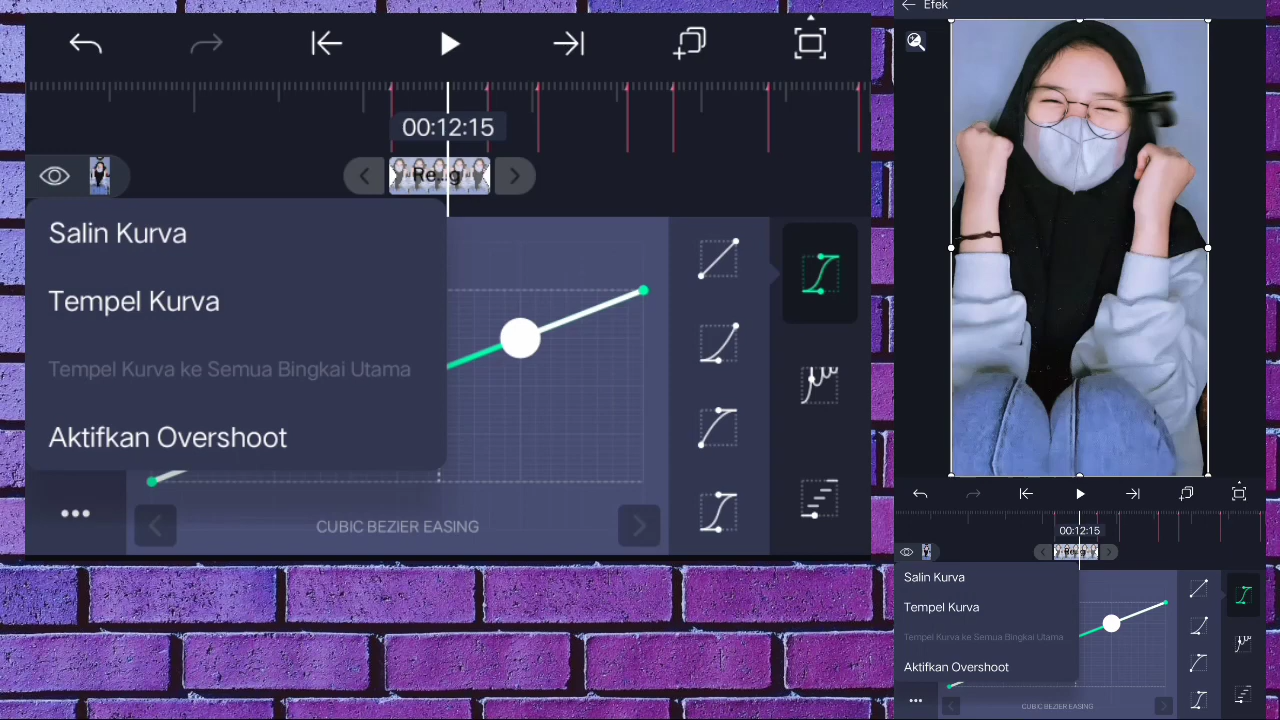 00:12:15
Re...g
Salin Kurva
Tempel Kurva
Tempel Kurva ke Semua Bingkai Utama
Aktifkan Overshoot
CUBIC BEZIER EASING
Efek
00:12:15
Salin Kurva
Tempel Kurva
Tempel Kurva ke Semua Bingkai Utama
Aktifkan Overshoot
CUBIC BEZIER EASING